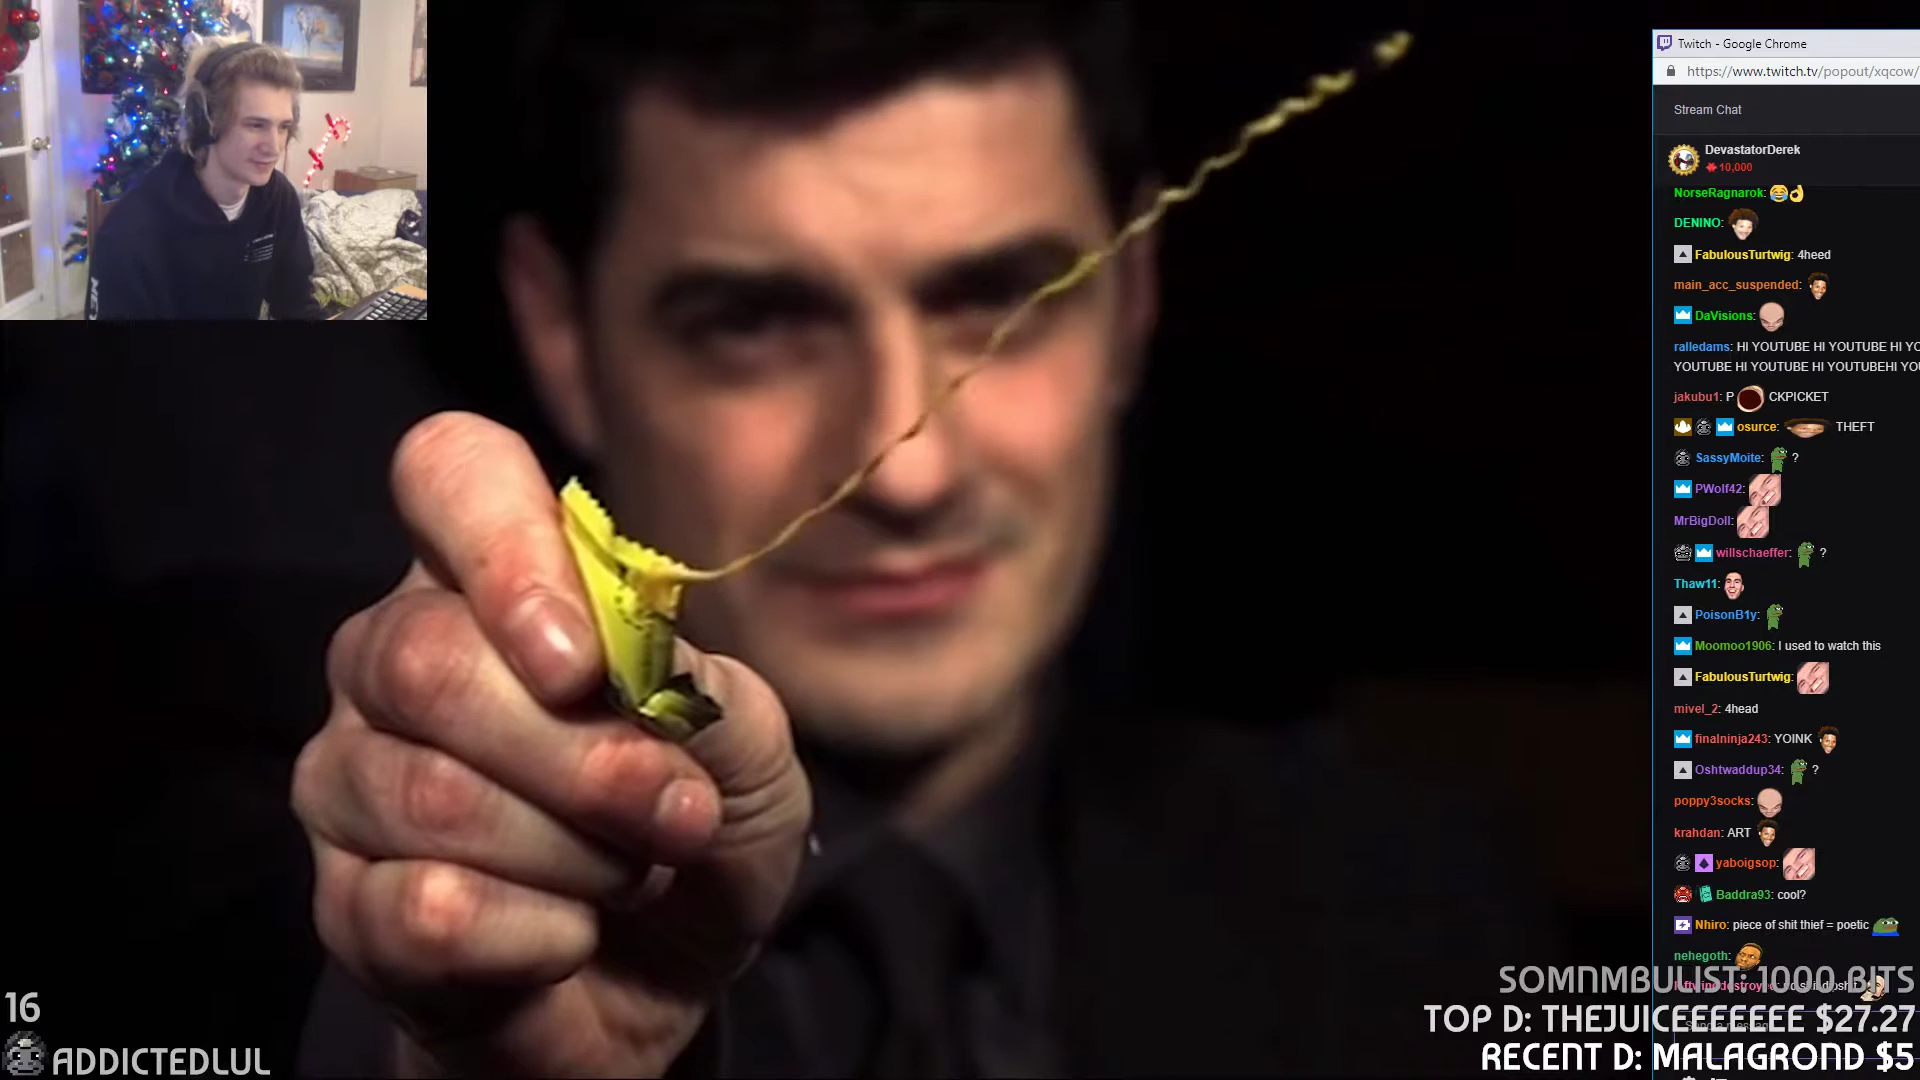 Twitch - Google Chrome
https://www.twitch.tv/popout/xqcow/
Stream Chat
DevastatorDerek
10,000
NorseRagnarok:
DENINO:
FabulousTurtwig: 4heed
main_acc_suspended:
DaVisions:
ralledams: HI YOUTUBE HI YOUTUBE HI YO
YOUTUBE HI YOUTUBE HI YOUTUBEHI YOU
jakubu1: P CKPICKET
osurce: THEFT
SassyMoite: ?
PWolf42:
MrBigDoll:
willschaeffer: ?
Thaw11:
PoisonB1y:
Moomoo1906: I used to watch this
FabulousTurtwig:
mivel_2: 4head
finalninja243: YOINK
Oshtwaddup34: ?
poppy3socks:
krahdan: ART
yaboigsop:
Baddra93: cool?
Nhiro: piece of shit thief = poetic
nehegoth:
SOMNMBULIST: 1000 BITS
TOP D: THEJUICEEEEEEE $27.27
RECENT D: MALAGROND $5
16
ADDICTEDLUL